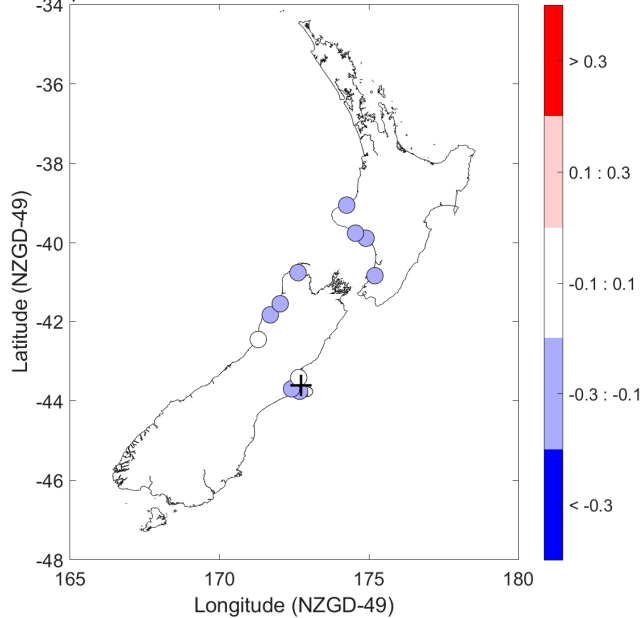 -34
-36
-38
-40
-42
-44
-46
-48
165
170
175
180
Longitude (NZGD-49)
Latitude (NZGD-49)
> 0.3
0.1 : 0.3
-0.1 : 0.1
-0.3 : -0.1
< -0.3